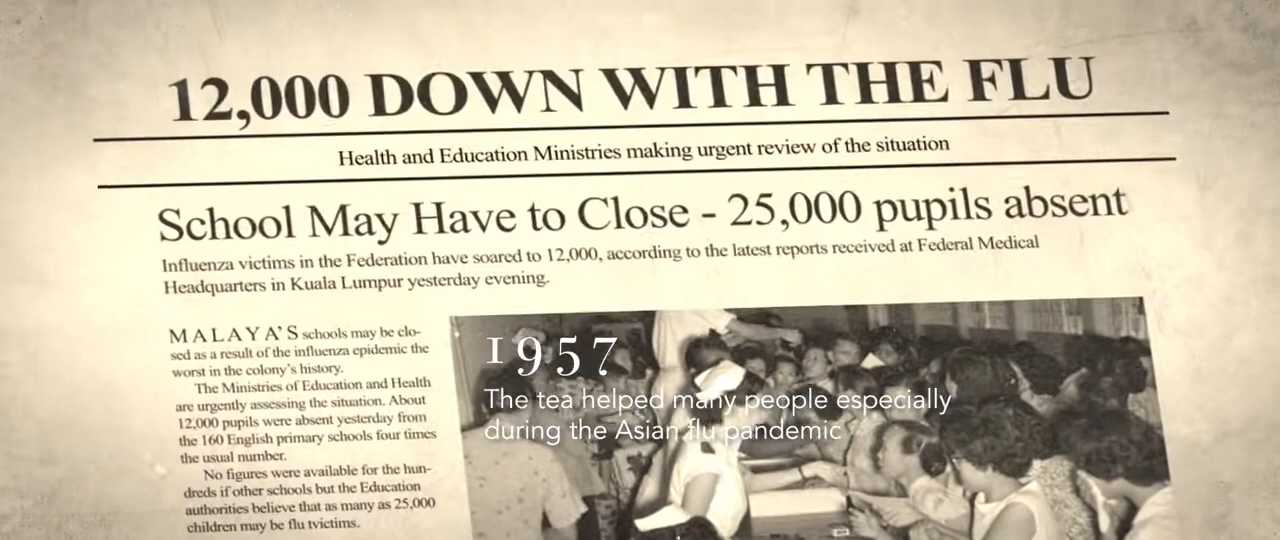 12,000 DOWN WITH THE FLU
Health and Education Ministries making urgent review of the situation
School May Have to Close - 25,000 pupils absent
Influenza victims in the Federation have soared to 12,000, according to the latest reports received at Federal Medical
Headquarters in Kuala Lumpur yesterday evening.
MALAYA'S schools may be clo-
sed as a result of the influenza epidemic the
worst in the colony's history.
The Ministries of Education and Health
are urgently assessing the situation. About
12,000 pupils were absent yesterday from
the 160 English primary schools four times
the usual number.
No figures were available for the hun-
dreds if other schools but the Education
authorities believe that as many as 25,000
children may be flu tvictims.
1957
The tea helped many people especially
during the Asian flu pandemic